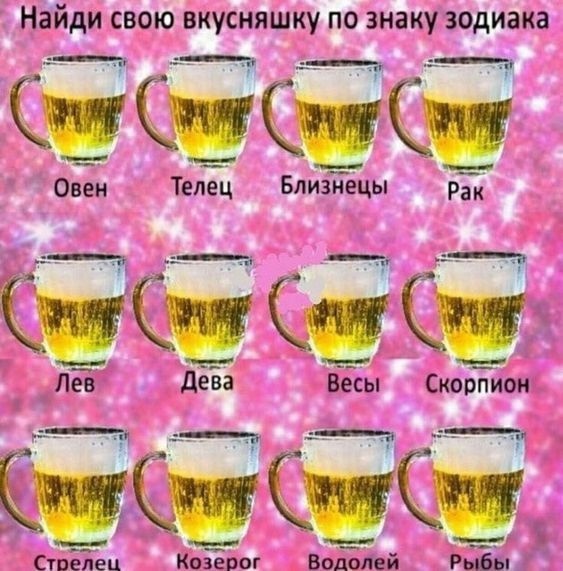 Найди свою вкусняшку по знаку зодиака
Овен Телец Близнецы Рак
Лев Дева Весы Скорпион
Стрелец Козерог Водолей Рыбы